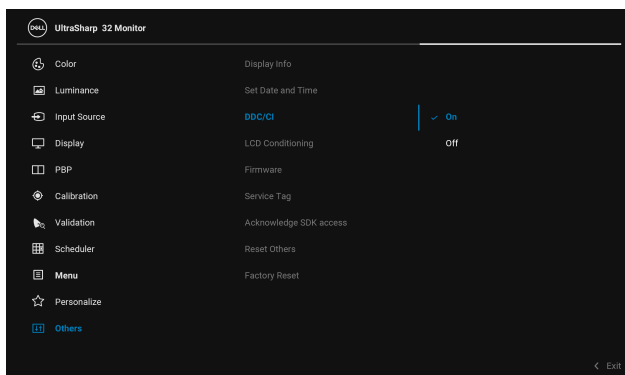 DELL
UltraSharp 32 Monitor
Color Display Info
Luminance Set Date and Time
Input Source DDC/CI On
Display LCD Conditioning Off
PBP Firmware
Calibration Service Tag
Validation Acknowledge SDK access
Scheduler Reset Others
Menu Factory Reset
Personalize
Others
Exit